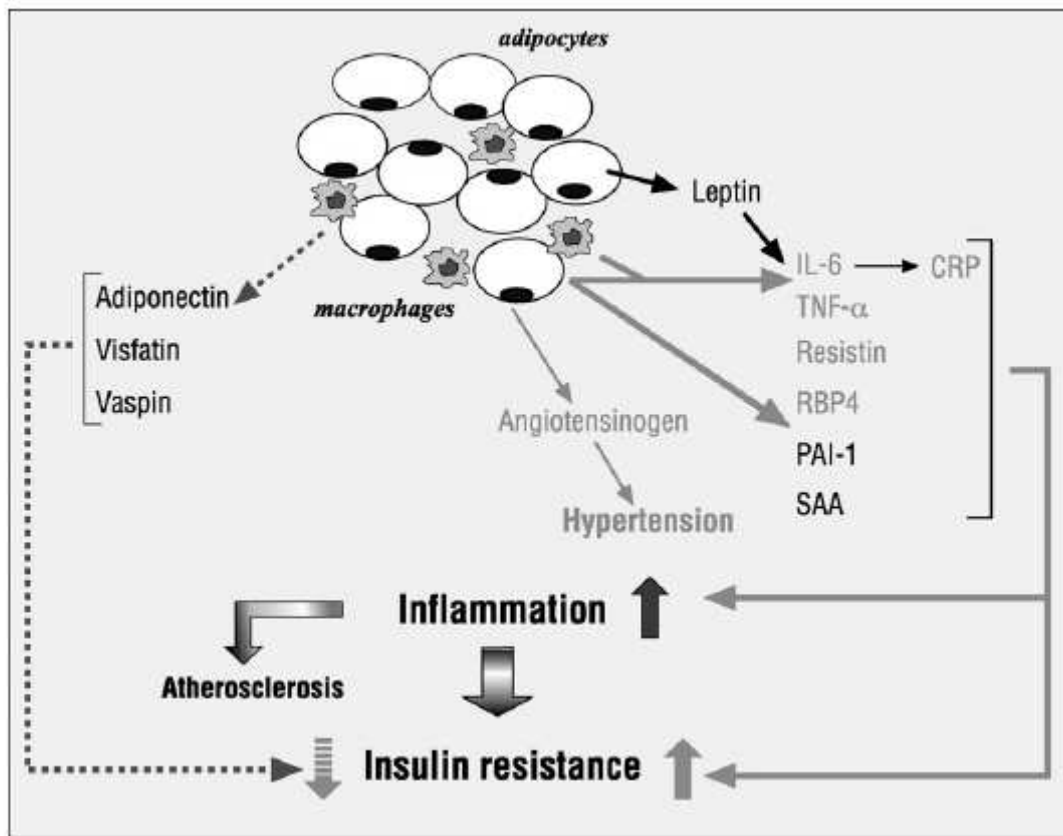 adipocytes
Leptin
IL-6 CRP
TNF-α
Resistin
RBP4
PAI-1
SAA
macrophages
Adiponectin
Visfatin
Vaspin
Angiotensinogen
Hypertension
Inflammation
Atherosclerosis
Insulin resistance